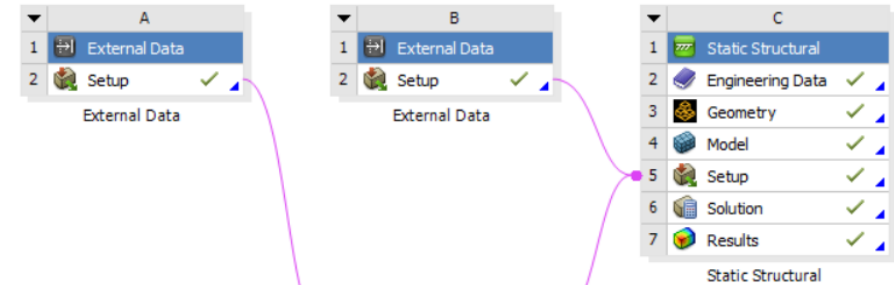 A
1 External Data
2 Setup
External Data
B
1 External Data
2 Setup
External Data
C
1 Static Structural
2 Engineering Data
3 Geometry
4 Model
5 Setup
6 Solution
7 Results
Static Structural